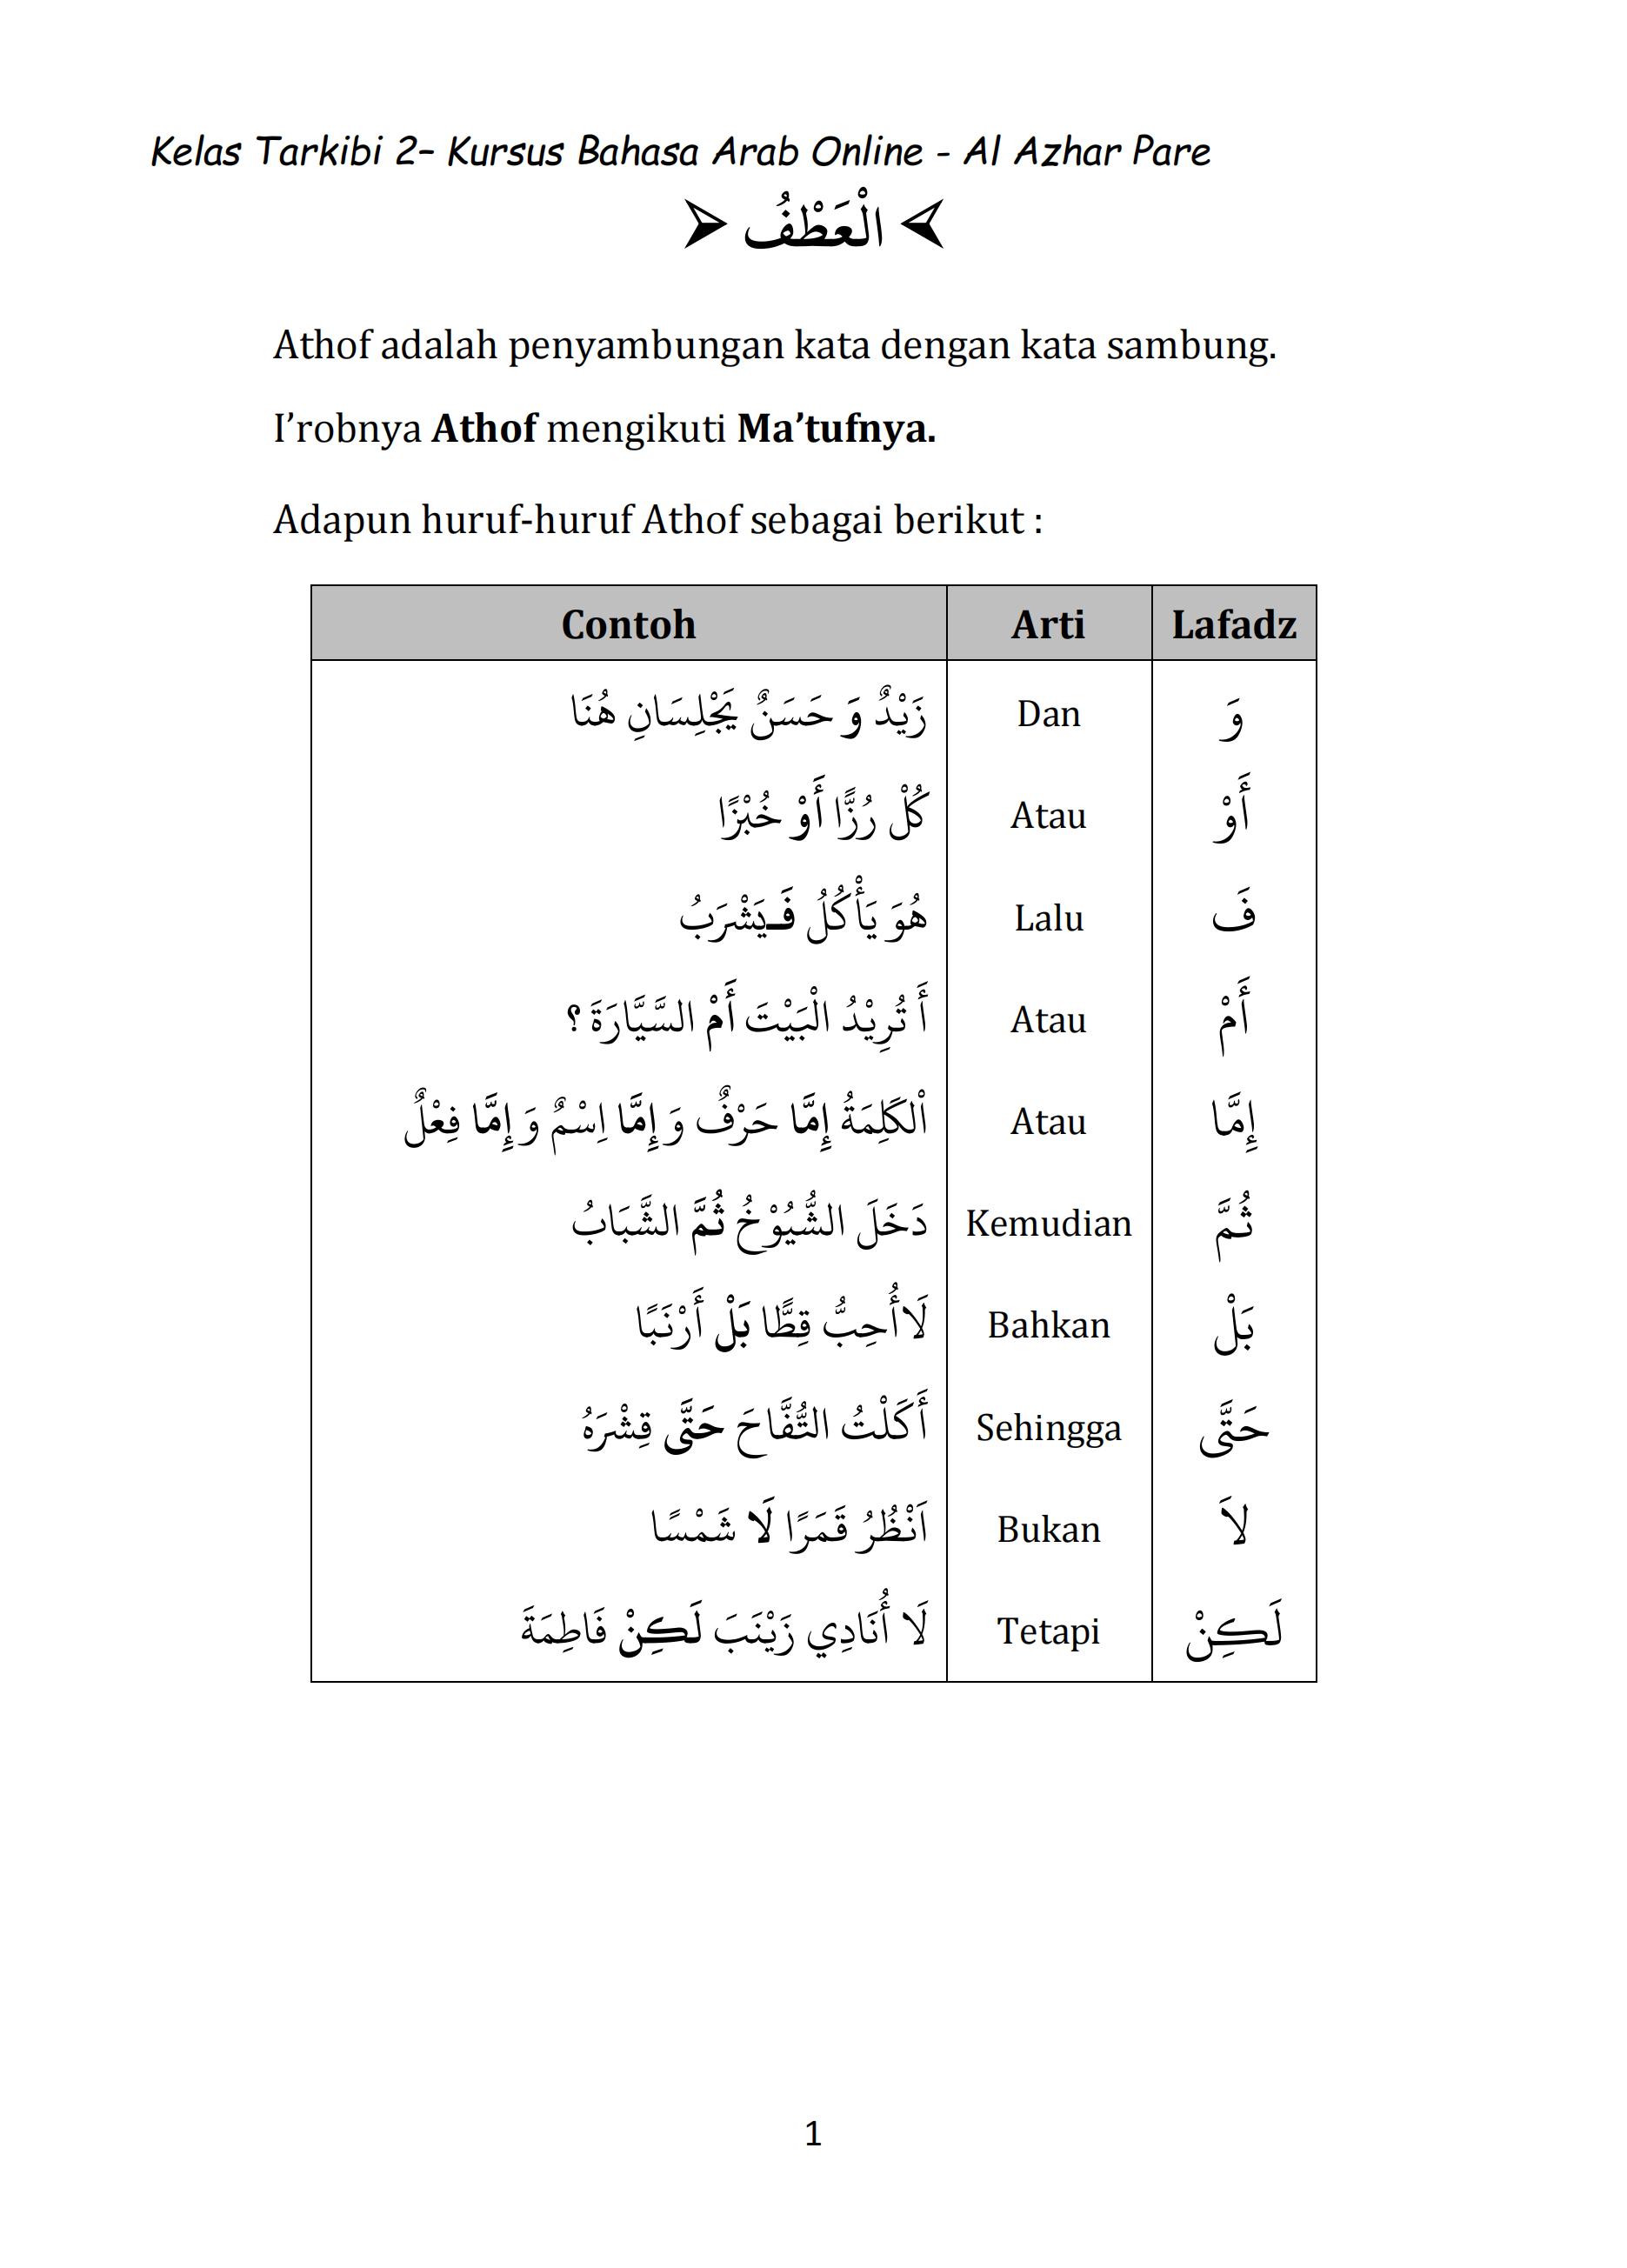 Kelas Tarkibi 2– Kursus Bahasa Arab Online - Al Azhar Pare
الْعَطْفُ
Athof adalah penyambungan kata dengan kata sambung.
I’robnya Athof mengikuti Ma’tufnya.
Adapun huruf-huruf Athof sebagai berikut :
Contoh Arti Lafadz
زَيْدٌ وَ حَسَنٌ يَجْلِسَانِ هُنَا Dan وَ
كُلْ رُزًّا أَوْ خُبْزًا Atau أَوْ
هُوَ يَأْكُلُ فَـيَشْرَبُ Lalu فَ
أَ تُرِيْدُ الْبَيْتَ أَمْ السَّيَّارَةَ ؟ Atau أَمْ
اْلكَلِمَةُ إِمَّا حَرْفٌ وَ إِمَّا اِسْمٌ وَ إِمَّا فِعْلٌ Atau إِمَّا
دَخَلَ الشُّيُوْخُ ثُمَّ الشَّبَابُ Kemudian ثُمَّ
لَاأُحِبُّ قِطًّا بَلْ أَرْنَبًا Bahkan بَلْ
أَكَلْتُ التُّفَّاحَ حَتَّى قِشْرَهُ Sehingga حَتَّى
اَنْظُرُ قَمَرًا لَا شَمْسًا Bukan لاَ
لَا أُنَادِي زَيْنَبَ لَكِنْ فَاطِمَةَ Tetapi لَكِنْ
1